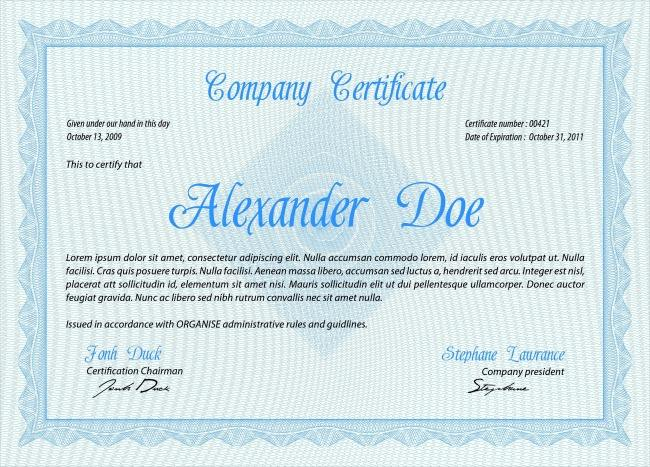 Company Certificate
Given under our hand in this day
October 13, 2009
Certificate number : 00421
Date of Expiration : October 31, 2011
This to certify that
Alexander Doe
Lorem ipsum dolor sit amet, consectetur adipiscing elit. Nulla accumsan commodo lorem, id iaculis eros volutpat ut. Nulla
facilisi. Cras quis posuere turpis. Nulla facilisi. Aenean massa libero, accumsan sed luctus a, hendrerit sed arcu. Integer est nisl,
placerat att sollicitudin id, elementum sit amet nisi. Mauris sollicitudin elit ut dui pellentesque ullamcorper. Donec auctor
feugiat gravida. Nunc ac libero sed nibh rutrum convallis nec sit amet nulla.
Issued in accordance with ORGANISE administrative rules and guidlines.
Jonh Duck
Certification Chairman
Jonh Duck
Stephane Lawrance
Company president
Stephane